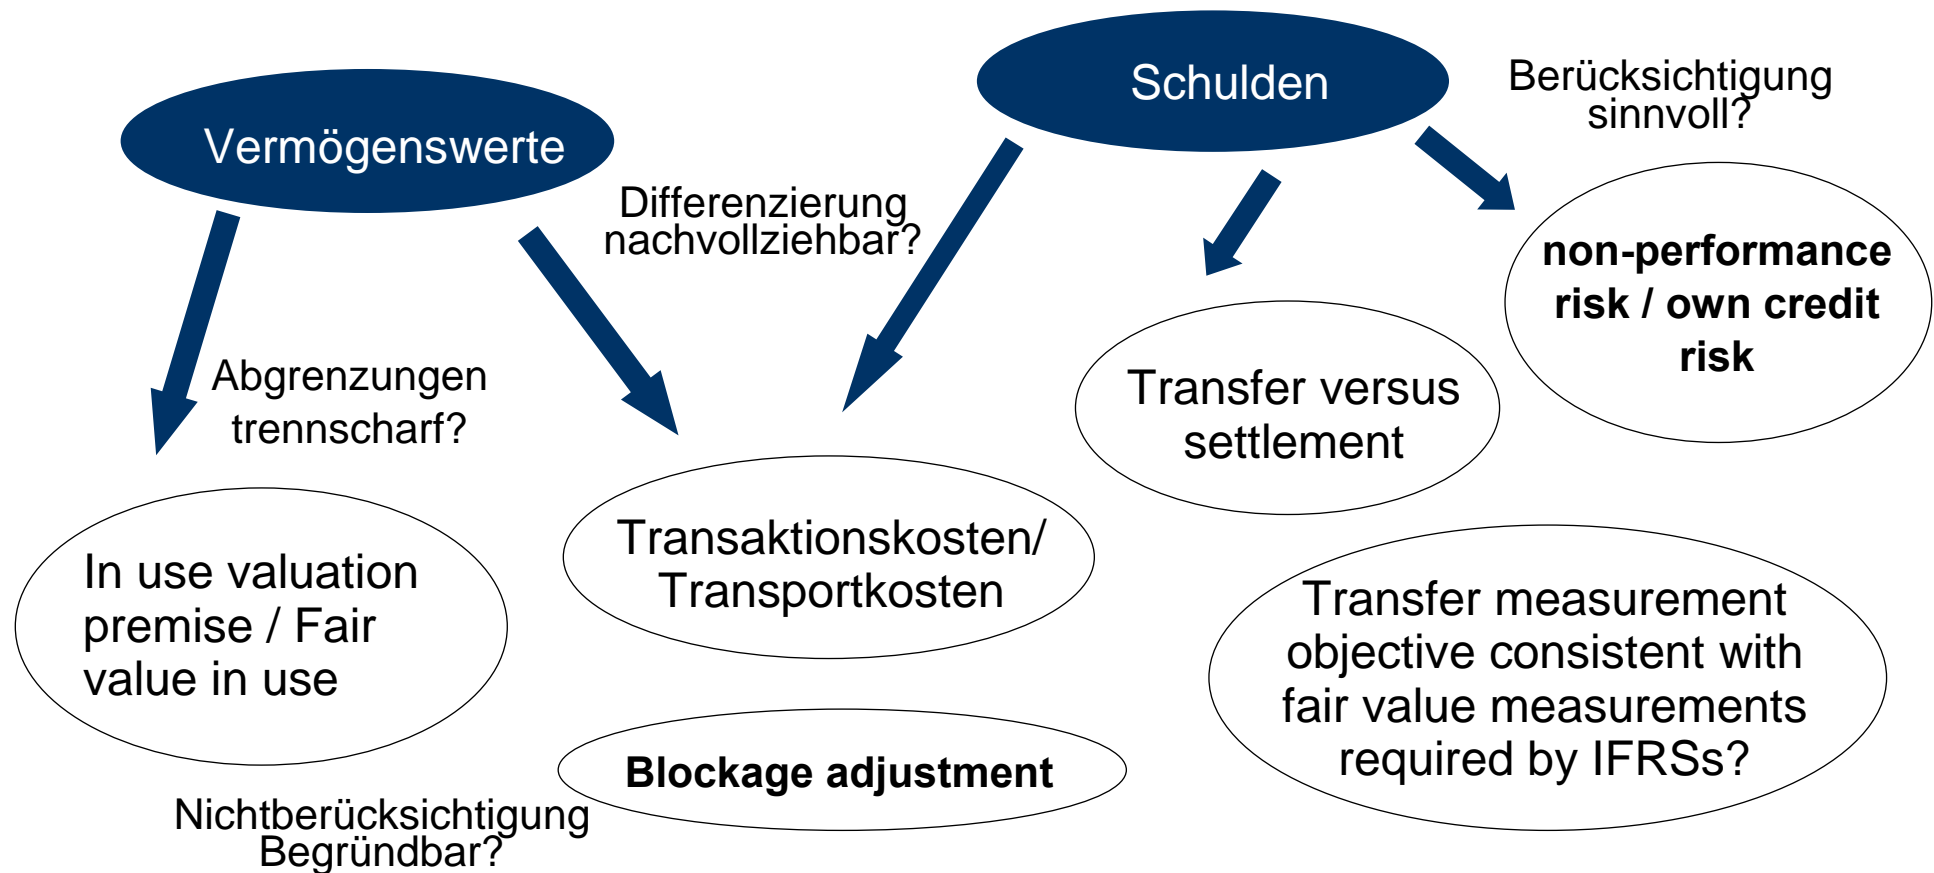 Schulden
Berücksichtigung
sinnvoll?
Vermögenswerte
Differenzierung
nachvollziehbar?
non-performance
risk / own credit
risk
Abgrenzungen
trennscharf?
Transfer versus
settlement
Transaktionskosten/
Transportkosten
In use valuation
premise / Fair
value in use
Transfer measurement
objective consistent with
fair value measurements
required by IFRSs?
Blockage adjustment
Nichtberücksichtigung
Begründbar?